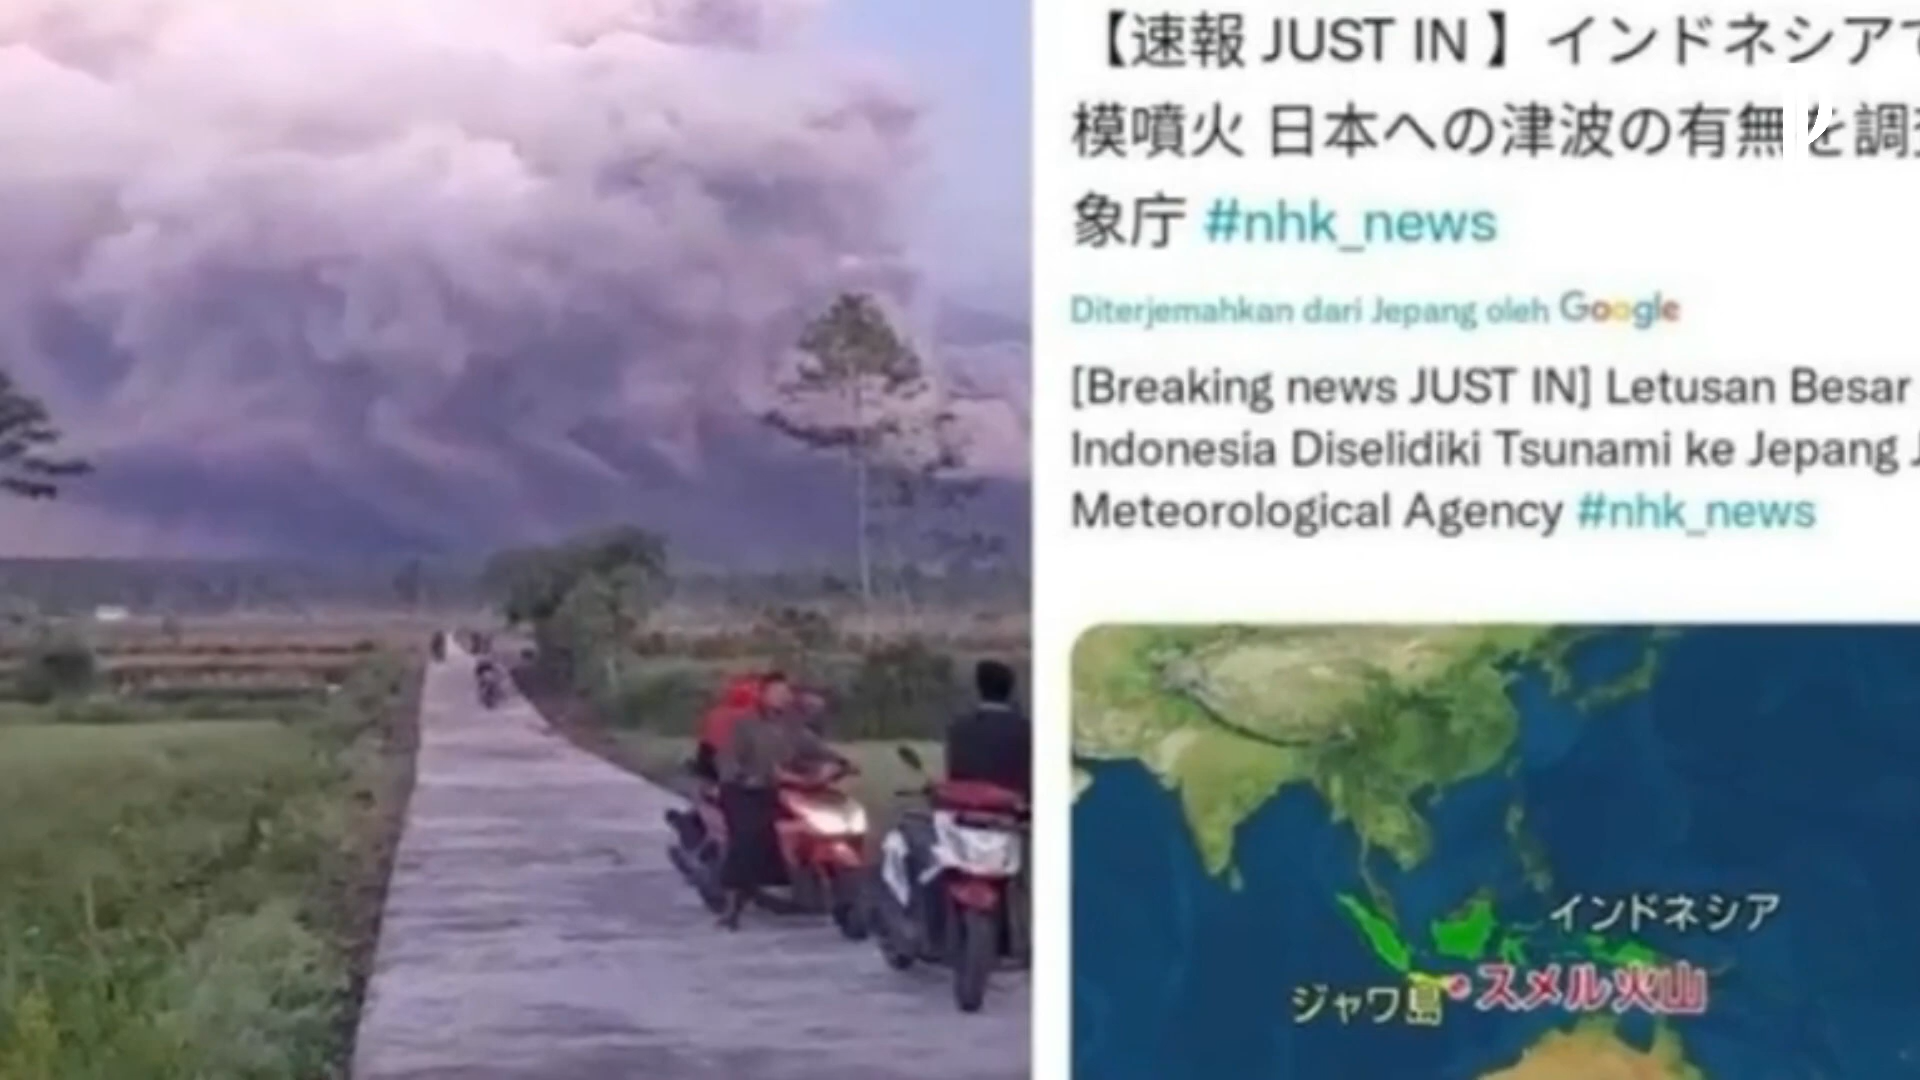 【速報 JUST IN 】インドネシアで
模噴火 日本への津波の有無を調査
象庁 #nhk_news
Diterjemahkan dari Jepang oleh Google
[Breaking news JUST IN] Letusan Besar
Indonesia Diselidiki Tsunami ke Jepang
Meteorological Agency #nhk_news
インドネシア
ジャワ島
スメル火山